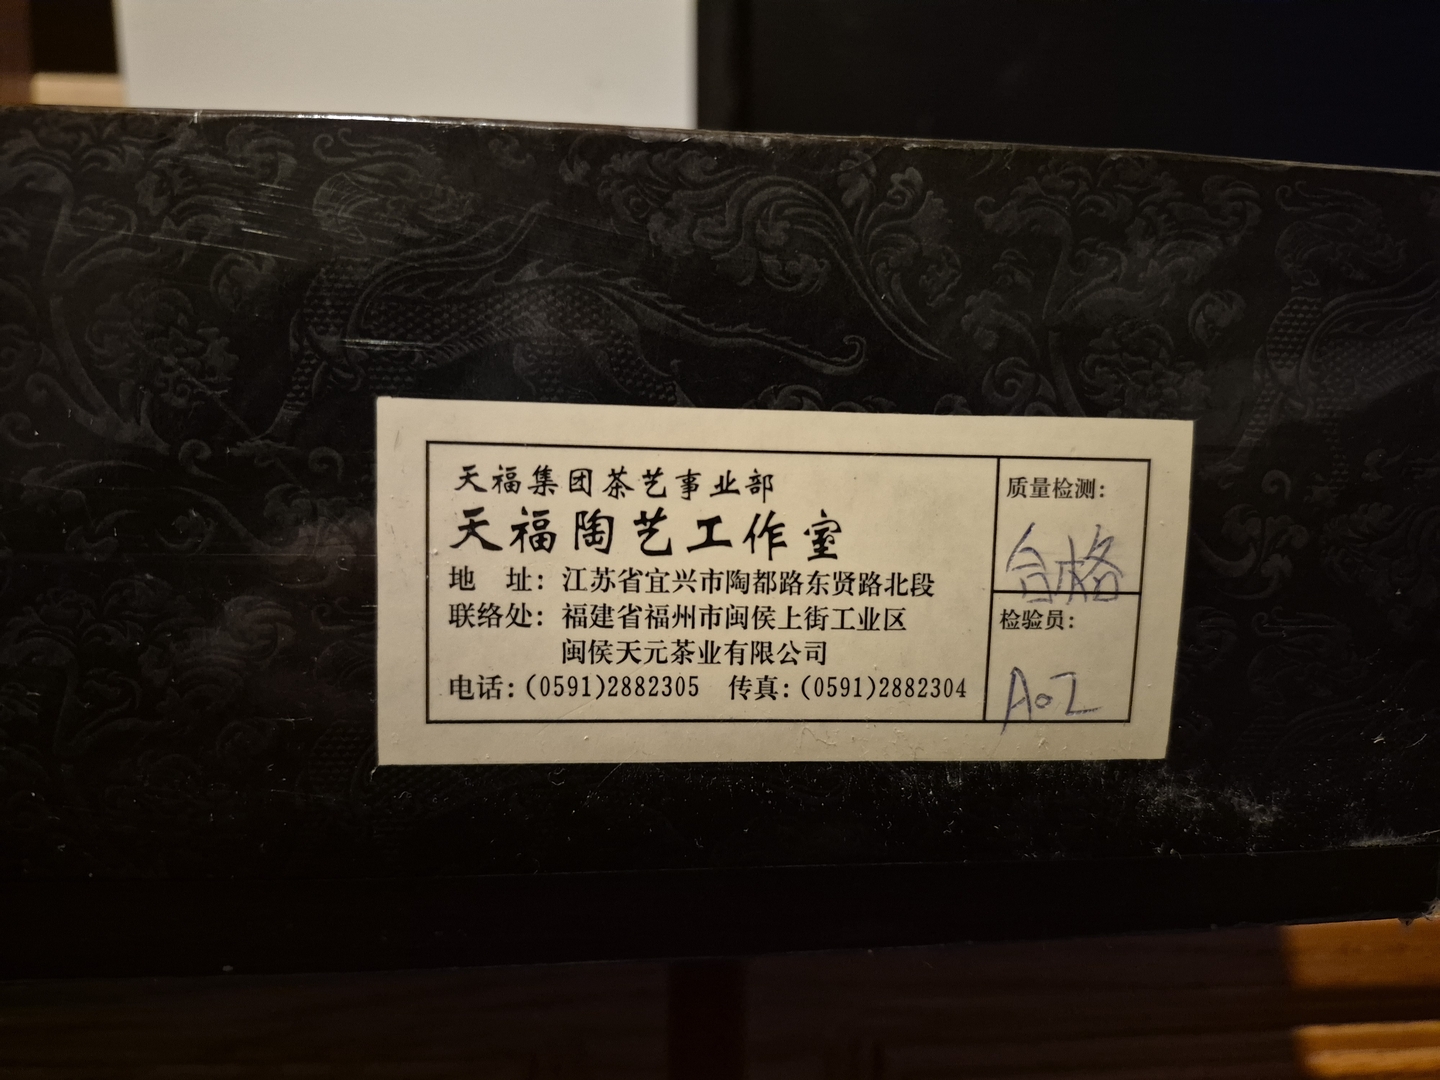 天福集团茶艺事业部
天福陶艺工作室
地 址: 江苏省宜兴市陶都路东贤路北段
联络处: 福建省福州市闽侯上街工业区
闽侯天元茶业有限公司
电话: (0591)2882305 传真: (0591)2882304
质量检测:
合格
检验员:
A02